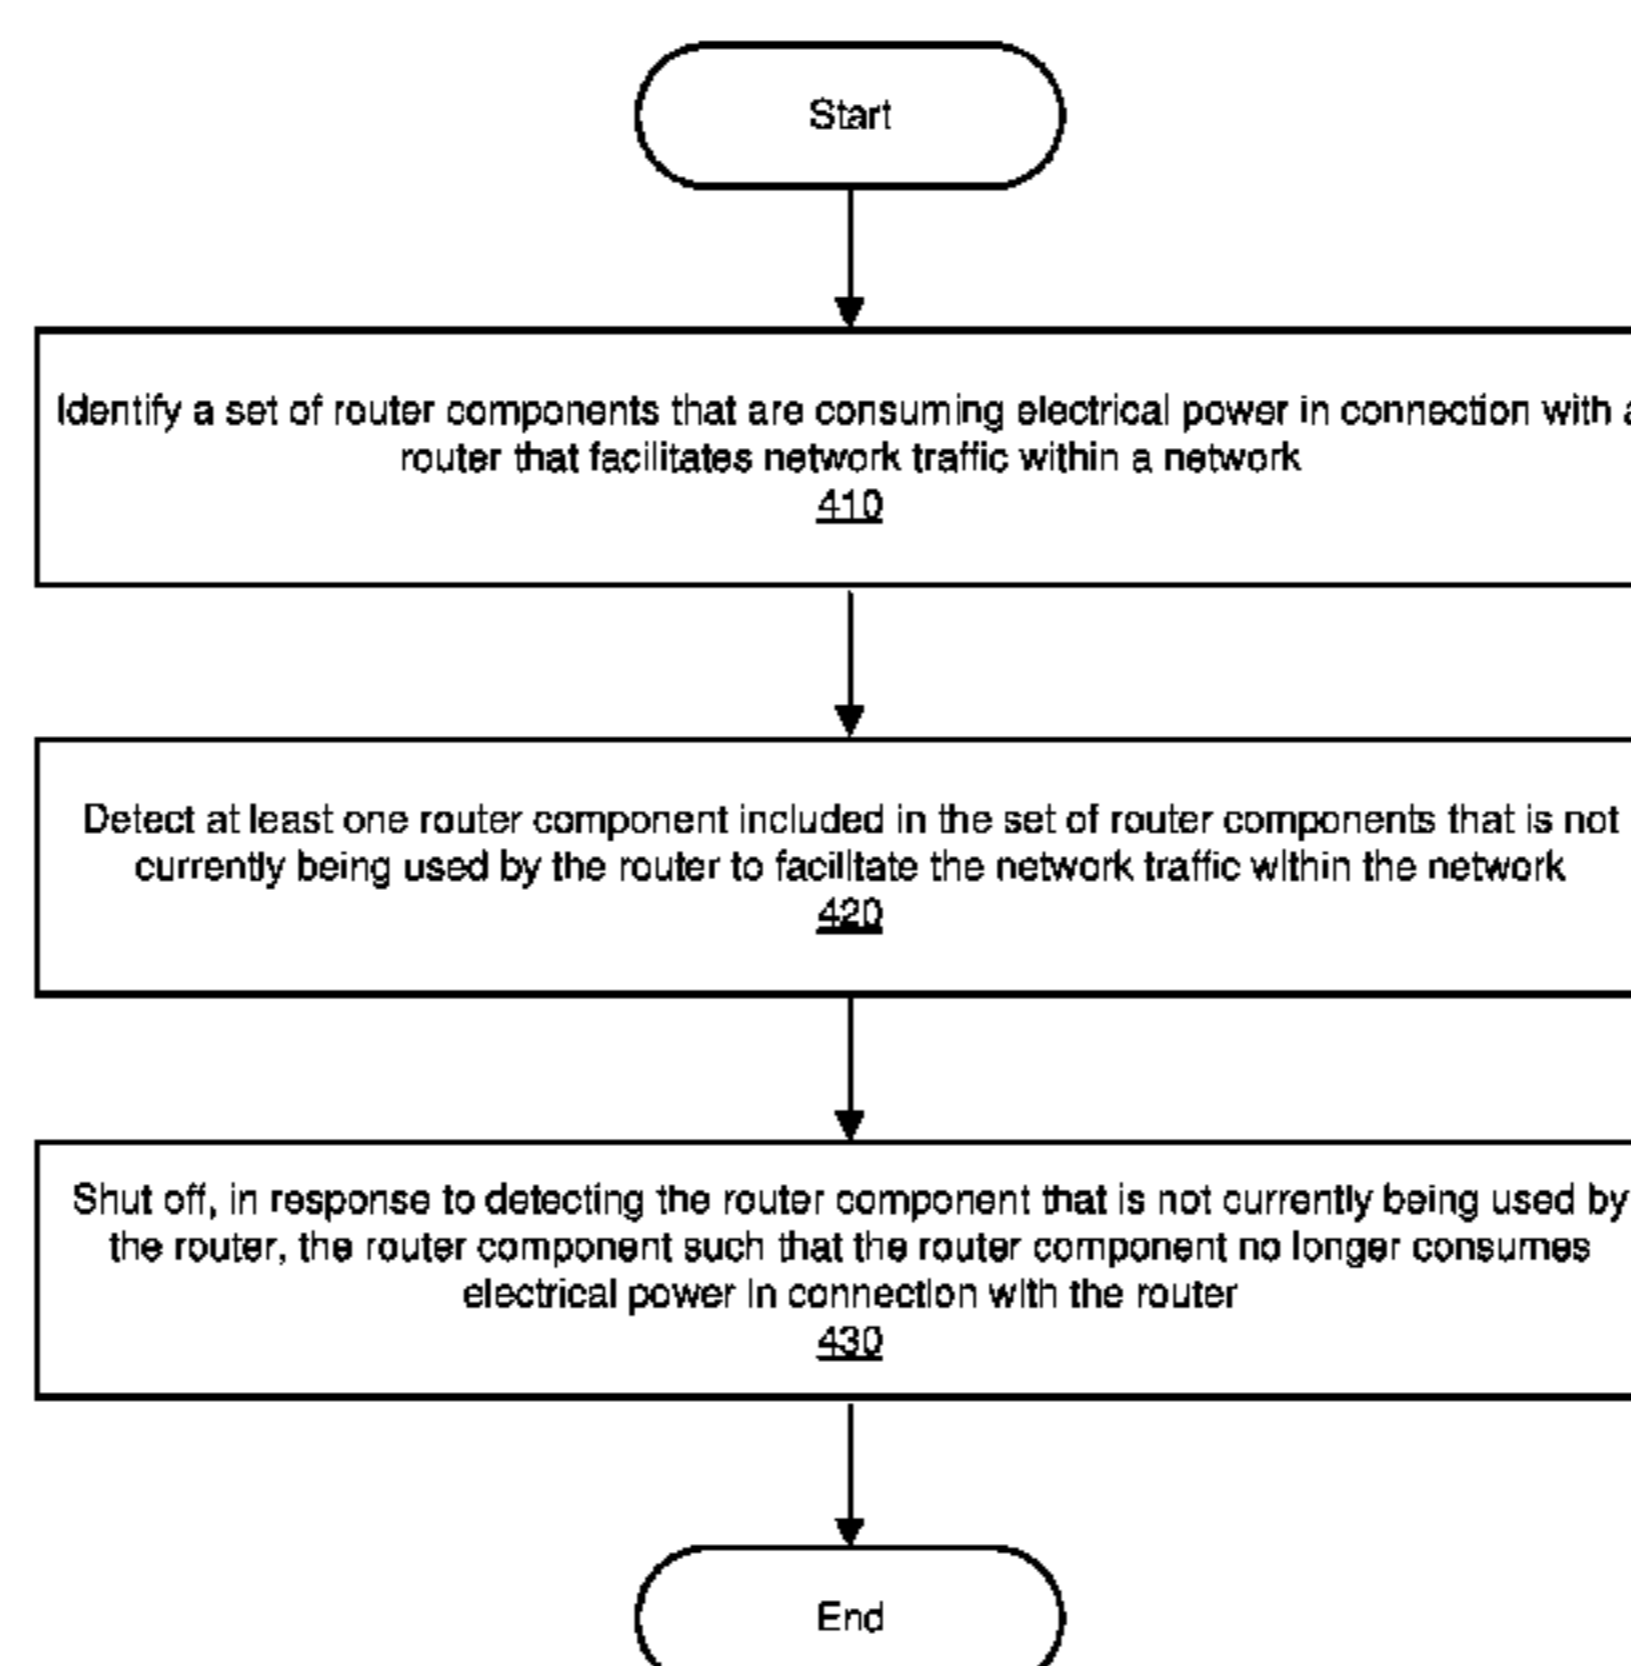 Start
Identify a set of router components that are consuming electrical power in connection with a
router that facilitates network traffic within a network
410
Detect at least one router component included in the set of router components that is not
currently being used by the router to facilitate the network traffic within the network
420
Shut off, in response to detecting the router component that is not currently being used by
the router, the router component such that the router component no longer consumes
electrical power in connection with the router
430
End